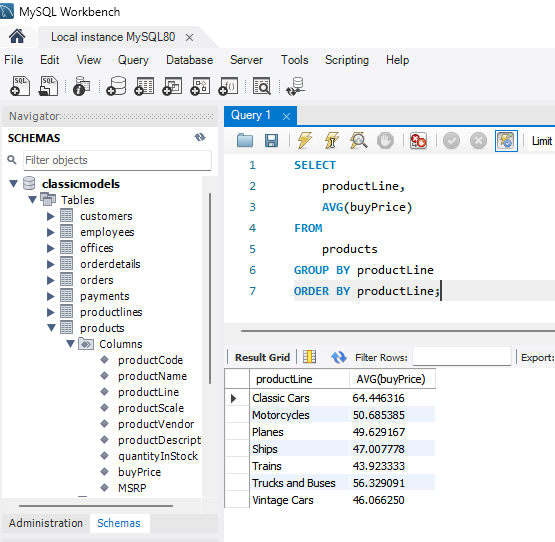 MySQL Workbench
Local instance MySQL80
File Edit View Query Database Server Tools Scripting Help
Navigator
SCHEMAS
Filter objects
classicmodels
Tables
customers
employees
offices
orderdetails
orders
payments
productlines
products
Columns
productCode
productName
productLine
productScale
productVendor
productDescript
quantityInStock
buyPrice
MSRP
Administration Schemas
Query 1
Limit
1 SELECT
2 productLine,
3 AVG(buyPrice)
4 FROM
5 products
6 GROUP BY productLine
7 ORDER BY productLine;
Result Grid Filter Rows: Export:
productLine AVG(buyPrice)
Classic Cars 64.446316
Motorcycles 50.685385
Planes 49.629167
Ships 47.007778
Trains 43.923333
Trucks and Buses 56.329091
Vintage Cars 46.066250